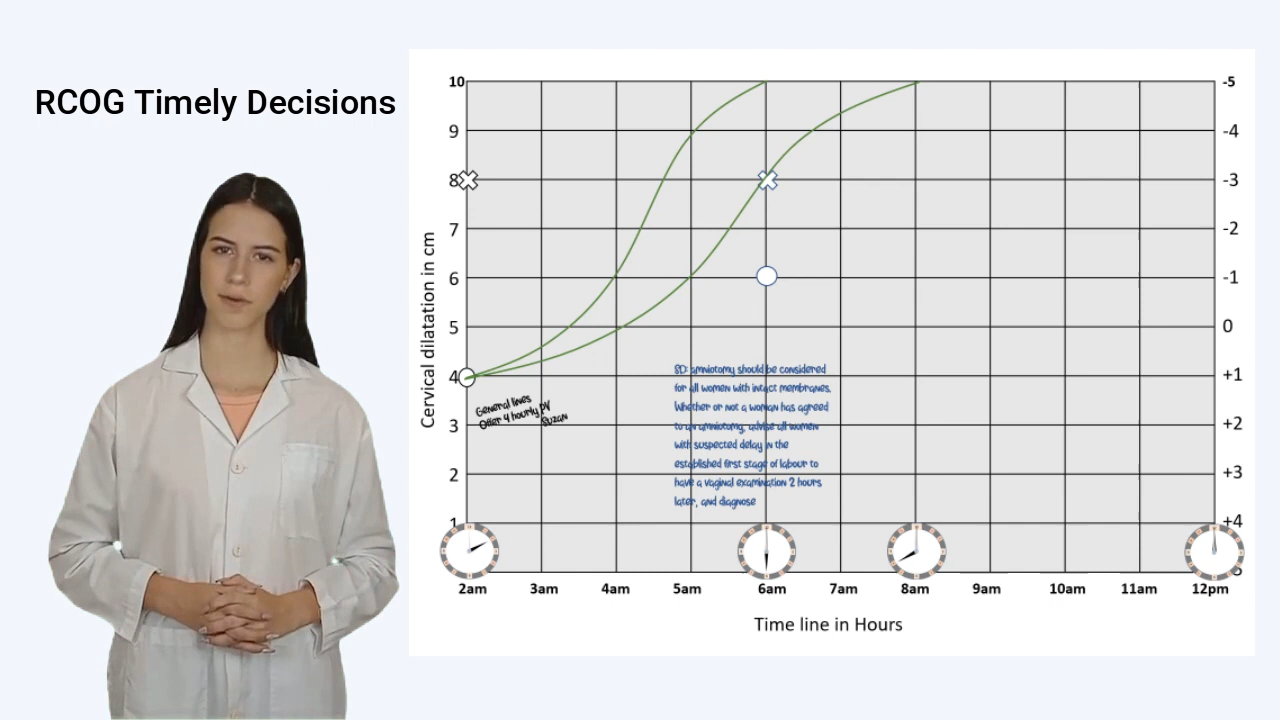 RCOG Timely Decisions
10
-5
9
-4
8
-3
7
-2
6
-1
5
0
4
+1
3
+2
2
+3
1
+4
Cervical dilatation in cm
General lines
Offer 4 hourly PV
Suzan
SD: amniotomy should be considered
for all women with intact membranes.
Whether or not a woman has agreed
to an amniotomy, advise all women
with suspected delay in the
established first stage of labour to
have a vaginal examination 2 hours
later, and diagnose
2am 3am 4am 5am 6am 7am 8am 9am 10am 11am 12pm
Time line in Hours